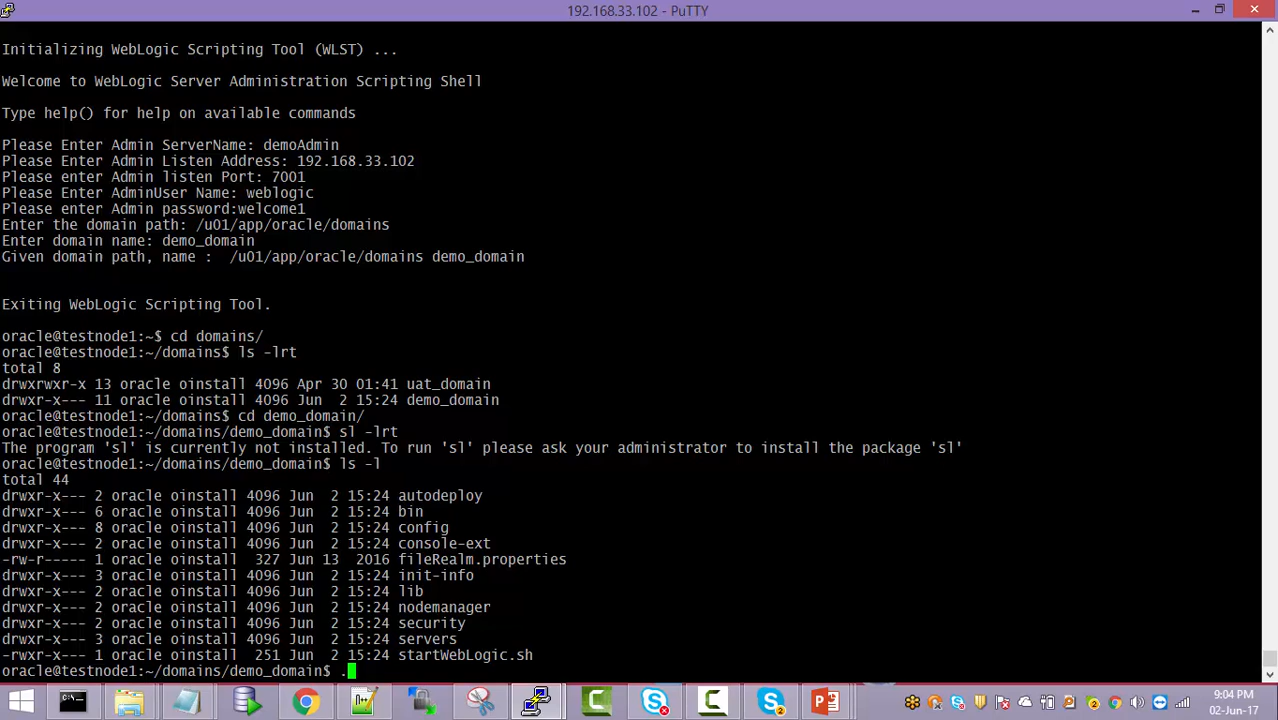 192.168.33.102 - PuTTY
Initializing WebLogic Scripting Tool (WLST) ...
Welcome to WebLogic Server Administration Scripting Shell
Type help() for help on available commands
Please Enter Admin ServerName: demoAdmin
Please Enter Admin Listen Address: 192.168.33.102
Please enter Admin listen Port: 7001
Please Enter AdminUser Name: weblogic
Please enter Admin password:welcome1
Enter the domain path: /u01/app/oracle/domains
Enter domain name: demo_domain
Given domain path, name :  /u01/app/oracle/domains demo_domain
Exiting WebLogic Scripting Tool.
oracle@testnode1:~$ cd domains/
oracle@testnode1:~/domains$ ls -lrt
total 8
drwxrwxr-x 13 oracle oinstall 4096 Apr 30 01:41 uat_domain
drwxr-x--- 11 oracle oinstall 4096 Jun  2 15:24 demo_domain
oracle@testnode1:~/domains$ cd demo_domain/
oracle@testnode1:~/domains/demo_domain$ sl -lrt
The program 'sl' is currently not installed. To run 'sl' please ask your administrator to install the package 'sl'
oracle@testnode1:~/domains/demo_domain$ ls -l
total 44
drwxr-x--- 2 oracle oinstall 4096 Jun  2 15:24 autodeploy
drwxr-x--- 6 oracle oinstall 4096 Jun  2 15:24 bin
drwxr-x--- 8 oracle oinstall 4096 Jun  2 15:24 config
drwxr-x--- 2 oracle oinstall 4096 Jun  2 15:24 console-ext
-rw-r----- 1 oracle oinstall  327 Jun 13  2016 fileRealm.properties
drwxr-x--- 3 oracle oinstall 4096 Jun  2 15:24 init-info
drwxr-x--- 2 oracle oinstall 4096 Jun  2 15:24 lib
drwxr-x--- 2 oracle oinstall 4096 Jun  2 15:24 nodemanager
drwxr-x--- 2 oracle oinstall 4096 Jun  2 15:24 security
drwxr-x--- 3 oracle oinstall 4096 Jun  2 15:24 servers
-rwxr-x--- 1 oracle oinstall  251 Jun  2 15:24 startWebLogic.sh
oracle@testnode1:~/domains/demo_domain$ .
9:04 PM
02-Jun-17